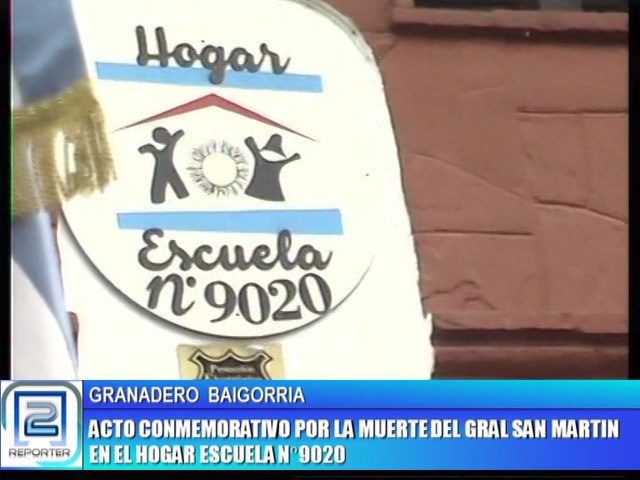 Hogar
Escuela
N° 9020
GRANADERO BAIGORRIA
2
REPORTER
ACTO CONMEMORATIVO POR LA MUERTE DEL GRAL SAN MARTIN
EN EL HOGAR ESCUELA N°9020